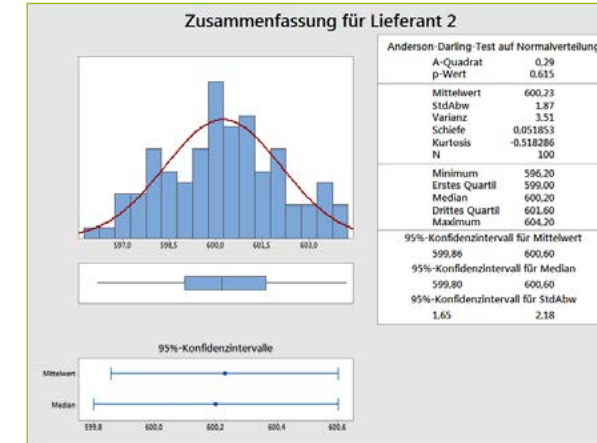 Zusammenfassung für Lieferant 2
Anderson-Darling-Test auf Normalverteilung
A-Quadrat 0,29
p-Wert 0,615
Mittelwert 600,23
StdAbw 1,87
Varianz 3,51
Schiefe 0,051853
Kurtosis -0,518286
N 100
Minimum 596,20
Erstes Quartil 599,00
Median 600,20
Drittes Quartil 601,60
Maximum 604,20
95%-Konfidenzintervall für Mittelwert
599,86 600,60
95%-Konfidenzintervall für Median
599,80 600,60
95%-Konfidenzintervall für StdAbw
1,65 2,18
597,0 598,5 600,0 601,5 603,0
95%-Konfidenzintervalle
Mittelwert
Median
599,8 600,0 600,2 600,4 600,6